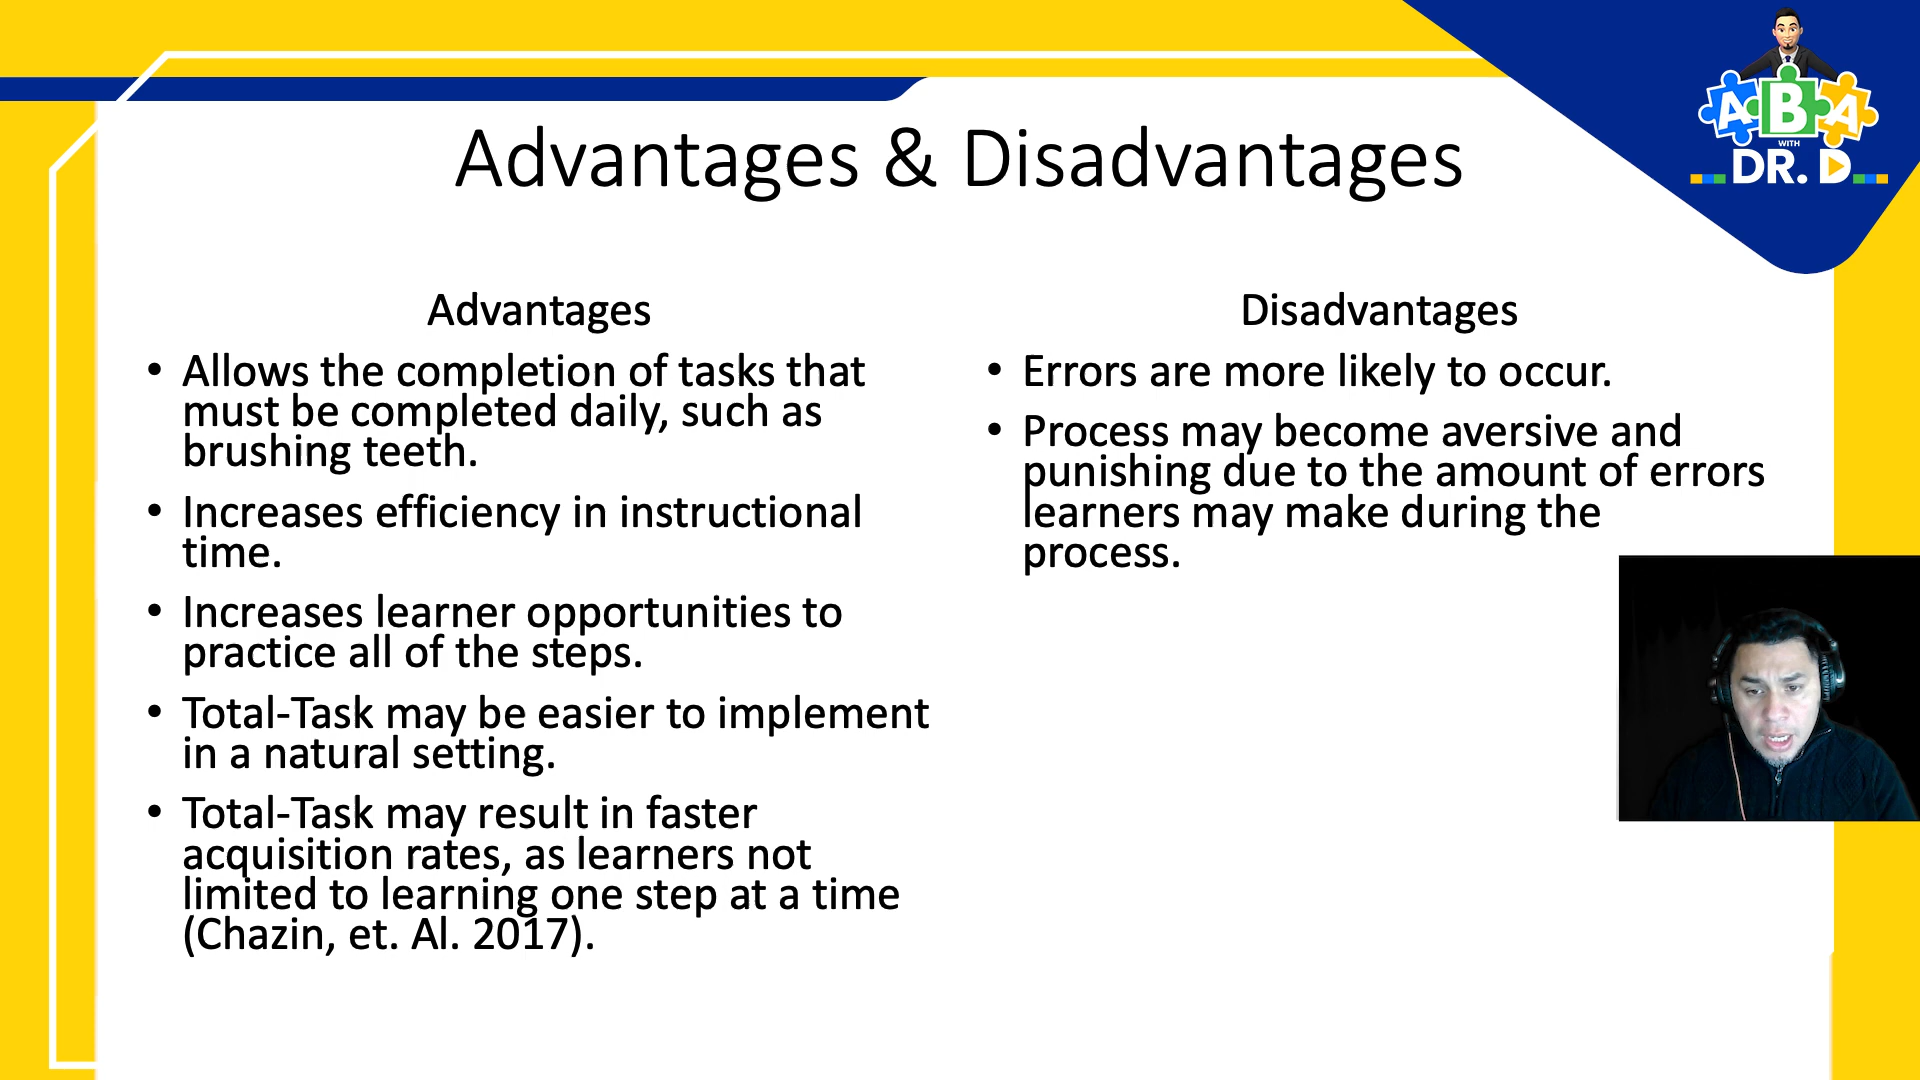 ABA
WITH
DR. D
Advantages & Disadvantages
Advantages
• Allows the completion of tasks that
must be completed daily, such as
brushing teeth.
• Increases efficiency in instructional
time.
• Increases learner opportunities to
practice all of the steps.
• Total-Task may be easier to implement
in a natural setting.
• Total-Task may result in faster
acquisition rates, as learners not
limited to learning one step at a time
(Chazin, et. Al. 2017).
Disadvantages
• Errors are more likely to occur.
• Process may become aversive and
punishing due to the amount of errors
learners may make during the
process.